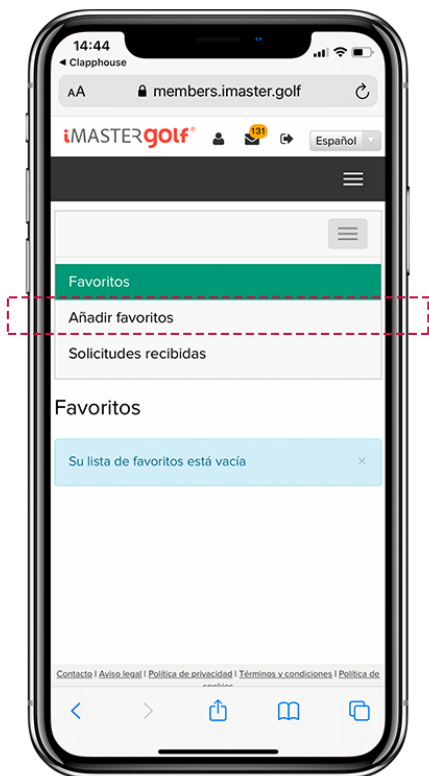 14:44
◀ Clapphouse
AA members.imaster.golf
iMASTERgolf® 131 Español
Favoritos
Añadir favoritos
Solicitudes recibidas
Favoritos
Su lista de favoritos está vacía ×
Contacto | Aviso legal | Política de privacidad | Términos y condiciones | Política de
cookies